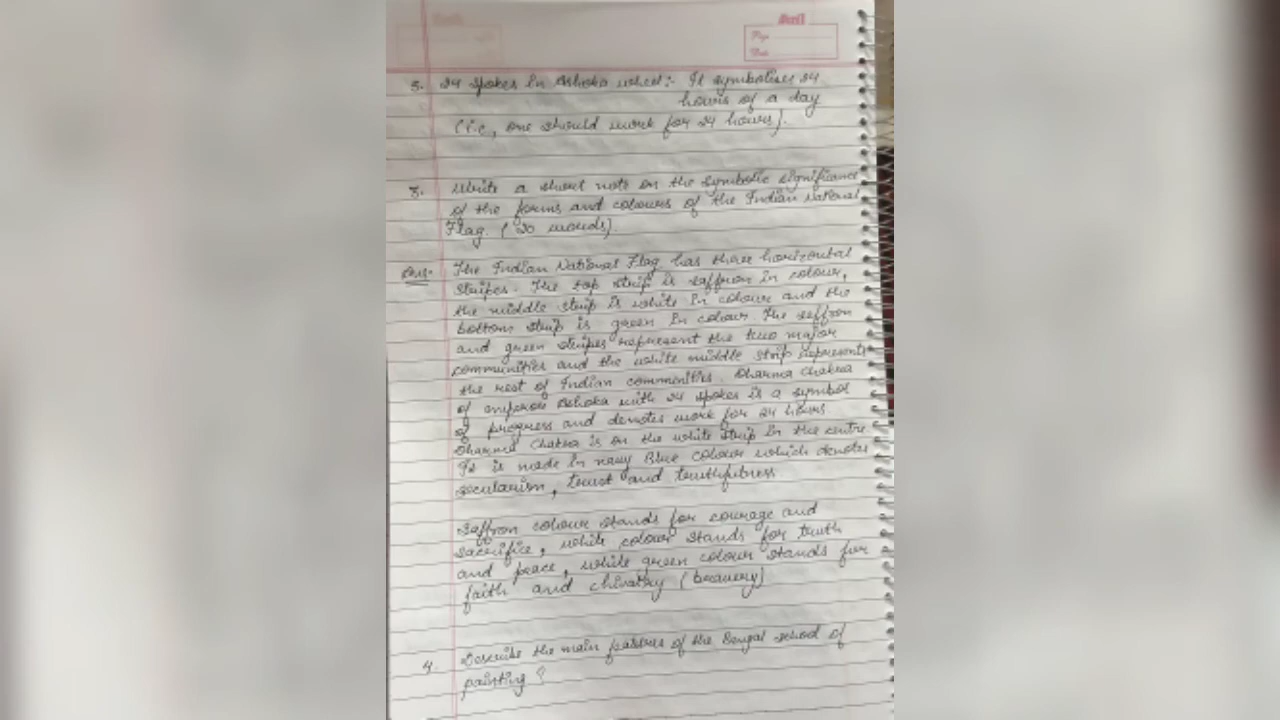 Page
Date
5. 24 spokes in Ashoka wheel:- It symbolises 24
hours of a day
(i.e, one should work for 24 hours).
3. Write a short note on the symbolic significance
of the forms and colours of the Indian National
Flag. (20 words).
Ans:- The Indian National Flag has three horizontal
stripes. The top strip is saffron in colour,
the middle strip is white in colour and the
bottom strip is green in colour. The saffron
and green stripes represent the two major
communities and the white middle strip represents
the rest of Indian communities. Dharma Chakra
of emperor Ashoka with 24 spokes is a symbol
of progress and denotes work for 24 hours.
Dharma Chakra is on the white strip in the centre
It is made in navy Blue colour which denotes
secularism, trust and truthfulness
Saffron colour stands for courage and
sacrifice, white colour stands for truth
and peace, while green colour stands for
faith and chivalry (bravery)
4. Describe the main features of the Bengal school of
painting?